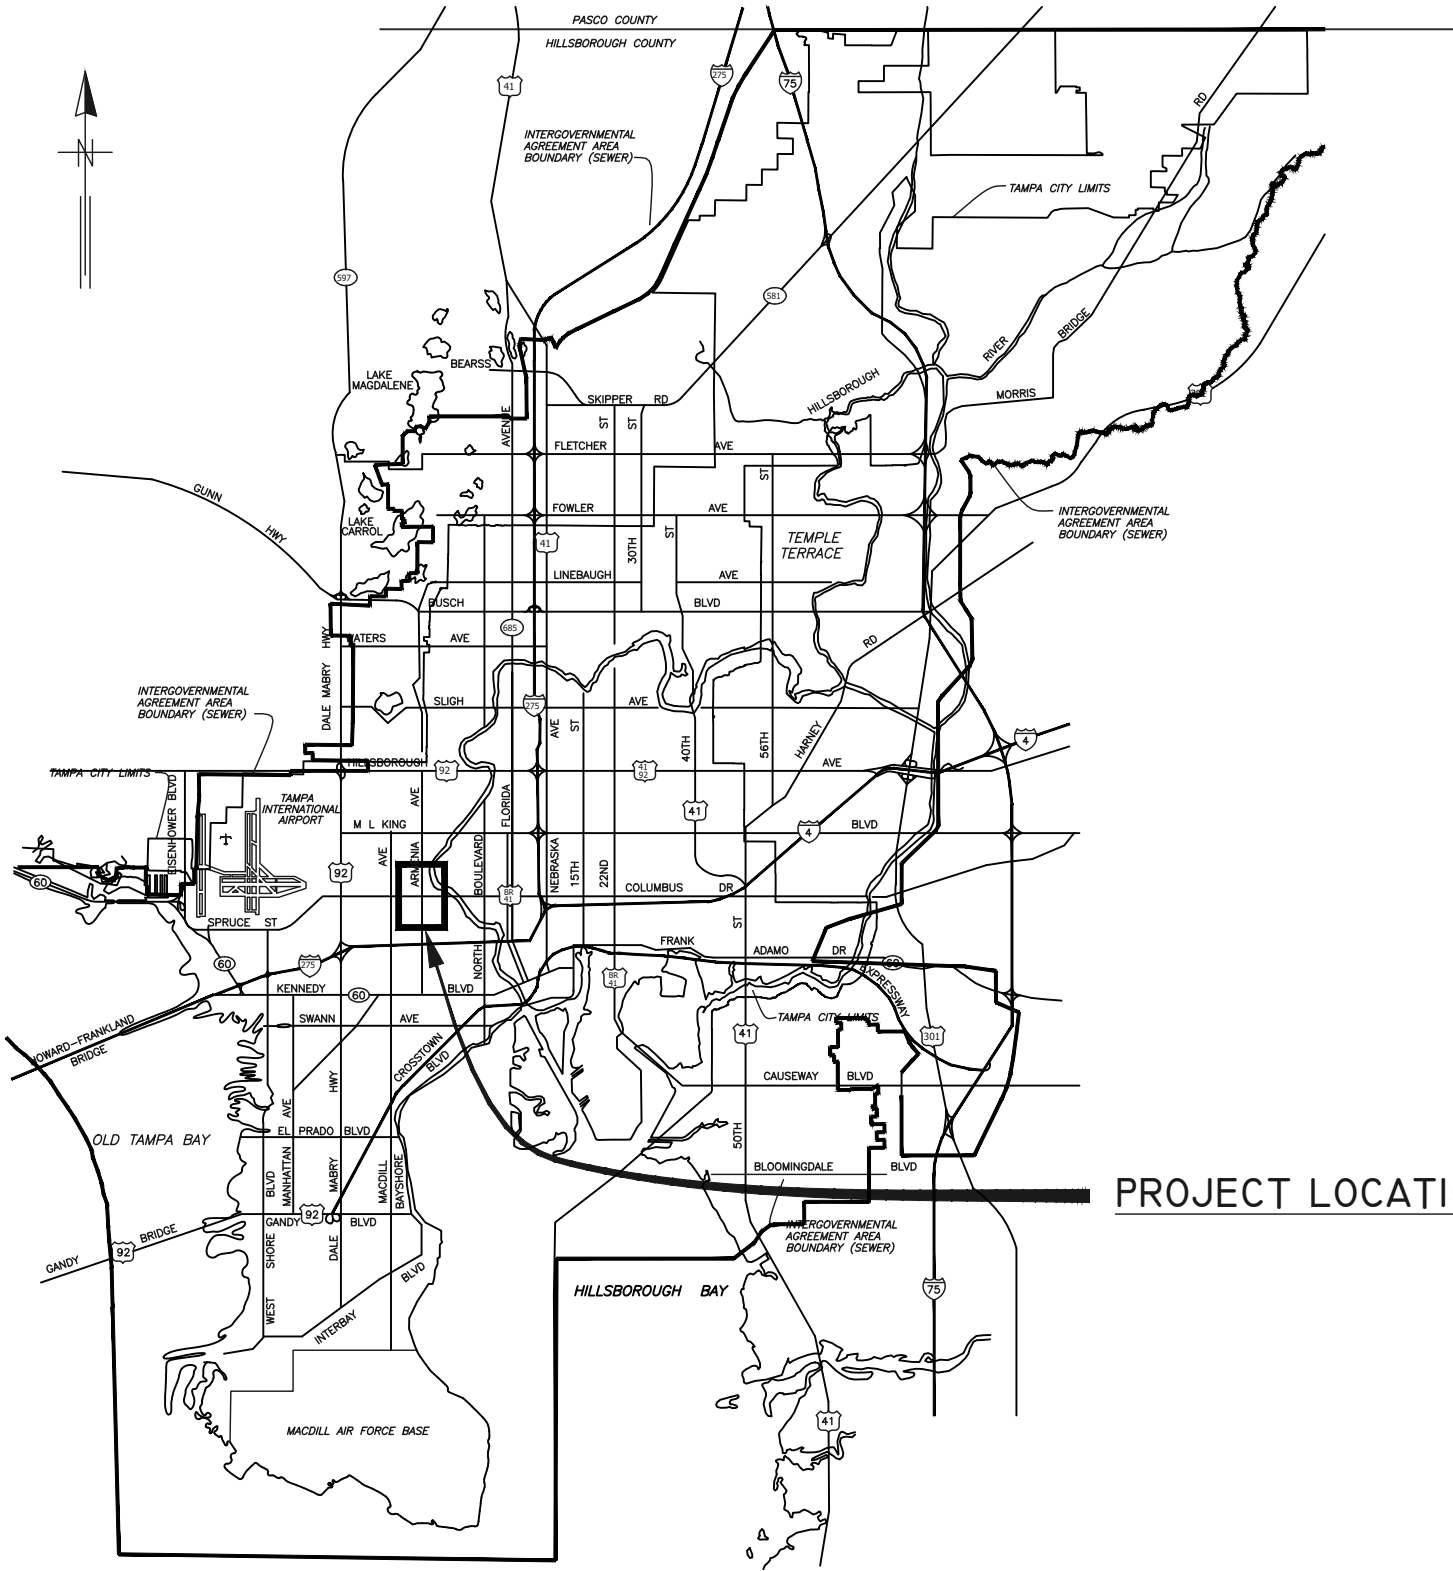 PASCO COUNTY
HILLSBOROUGH COUNTY
41
275
75
N
INTERGOVERNMENTAL
AGREEMENT AREA
BOUNDARY (SEWER)
RD
TAMPA CITY LIMITS
597
581
BRIDGE
RIVER
BEARSS
LAKE
MAGDALENE
HILLSBOROUGH
MORRIS
SKIPPER RD
AVENUE
ST
ST
FLETCHER AVE
ST
GUNN
HWY
LAKE
CARROL
FOWLER AVE
ST
30TH
TEMPLE
TERRACE
INTERGOVERNMENTAL
AGREEMENT AREA
BOUNDARY (SEWER)
41
LINEBAUGH AVE
BUSCH BLVD
685
DALE MABRY HWY
WATERS AVE
RD
INTERGOVERNMENTAL
AGREEMENT AREA
BOUNDARY (SEWER)
SLIGH AVE
275
AVE
ST
40TH
56TH
HARNEY
4
TAMPA CITY LIMITS
HILLSBOROUGH AVE
92
41
92
EISENHOWER BLVD
TAMPA
INTERNATIONAL
AIRPORT
AVE
FLORIDA
41
4
M L KING BLVD
AVE
ARMENIA
BOULEVARD
NEBRASKA
15TH
22ND
60
92
BR
41
COLUMBUS DR
SPRUCE ST
ST
FRANK
ADAMO DR
60
60
275
NORTH
BR
41
EXPRESSWAY
KENNEDY BLVD
60
SWANN AVE
TAMPA CITY LIMITS
41
301
HOWARD-FRANKLAND
BRIDGE
CROSSTOWN
BLVD
HWY
AVE
CAUSEWAY BLVD
OLD TAMPA BAY
EL PRADO BLVD
50TH
BLVD
MANHATTAN
MABRY
MACDILL
BAYSHORE
BLOOMINGDALE BLVD
PROJECT LOCATI
92
GANDY BLVD
GANDY BRIDGE
92
SHORE
DALE
INTERGOVERNMENTAL
AGREEMENT AREA
BOUNDARY (SEWER)
BLVD
HILLSBOROUGH BAY
75
WEST
INTERBAY
MACDILL AIR FORCE BASE
41